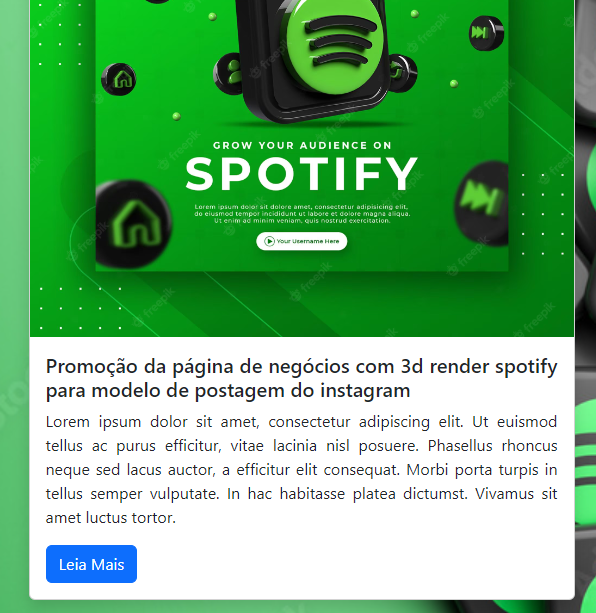 GROW YOUR AUDIENCE ON
SPOTIFY
Lorem ipsum dolor sit dolore amet, consectetur adipiscing elit,
do eiusmod tempor incididunt ut labore et dolore magna aliqua.
Ut enim ad minim veniam, quis nostrud exercitation.
Your Username Here
Promoção da página de negócios com 3d render spotify
para modelo de postagem do instagram
Lorem ipsum dolor sit amet, consectetur adipiscing elit. Ut euismod
tellus ac purus efficitur, vitae lacinia nisl posuere. Phasellus rhoncus
neque sed lacus auctor, a efficitur elit consequat. Morbi porta turpis in
tellus semper vulputate. In hac habitasse platea dictumst. Vivamus sit
amet luctus tortor.
Leia Mais